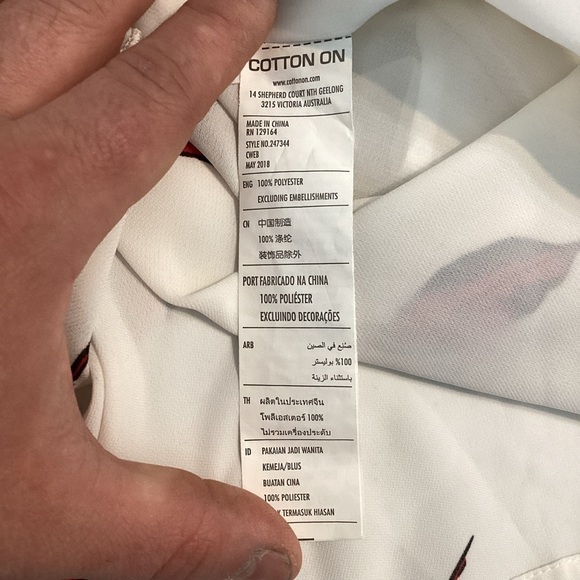 COTTON ON
www.cottonon.com
14 SHEPHERD COURT NTH GEELONG
3215 VICTORIA AUSTRALIA
MADE IN CHINA
RN 129164
STYLE NO.247344
CWEB
MAY 2018
ENG 100% POLYESTER
EXCLUDING EMBELLISHMENTS
CN 中国制造
100% 涤纶
装饰品除外
PORT FABRICADO NA CHINA
100% POLIÉSTER
EXCLUINDO DECORAÇÕES
ARB صنع في الصين
100% بوليستر
باستثناء الزينة
TH ผลิตในประเทศจีน
โพลีเอสเตอร์ 100%
ไม่รวมเครื่องประดับ
ID PAKAIAN JADI WANITA
KEMEJA/BLUS
BUATAN CINA
100% POLIESTER
TERMASUK HIASAN